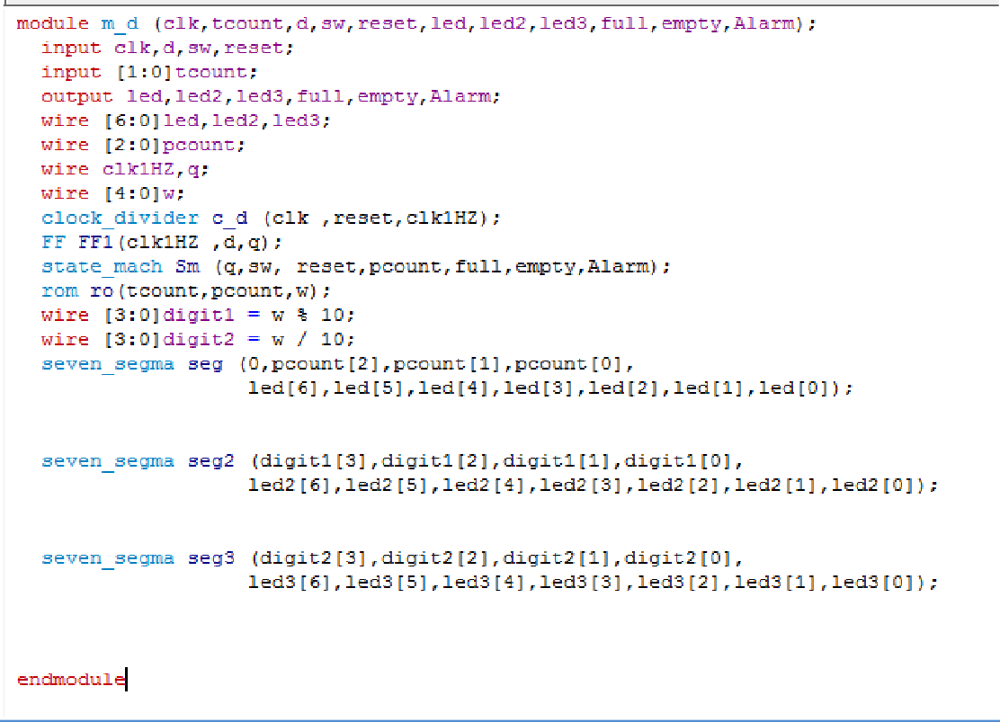 module m_d (clk,tcount,d,sw,reset,led,led2,led3,full,empty,Alarm);
input clk,d,sw,reset;
input [1:0]tcount;
output led,led2,led3,full,empty,Alarm;
wire [6:0]led,led2,led3;
wire [2:0]pcount;
wire clk1HZ,q;
wire [4:0]w;
clock_divider c_d (clk ,reset,clk1HZ);
FF FF1(clk1HZ ,d,q);
state_mach Sm (q,sw, reset,pcount,full,empty,Alarm);
rom ro(tcount,pcount,w);
wire [3:0]digit1 = w % 10;
wire [3:0]digit2 = w / 10;
seven_segma seg (0,pcount[2],pcount[1],pcount[0],
led[6],led[5],led[4],led[3],led[2],led[1],led[0]);
seven_segma seg2 (digit1[3],digit1[2],digit1[1],digit1[0],
led2[6],led2[5],led2[4],led2[3],led2[2],led2[1],led2[0]);
seven_segma seg3 (digit2[3],digit2[2],digit2[1],digit2[0],
led3[6],led3[5],led3[4],led3[3],led3[2],led3[1],led3[0]);
endmodule